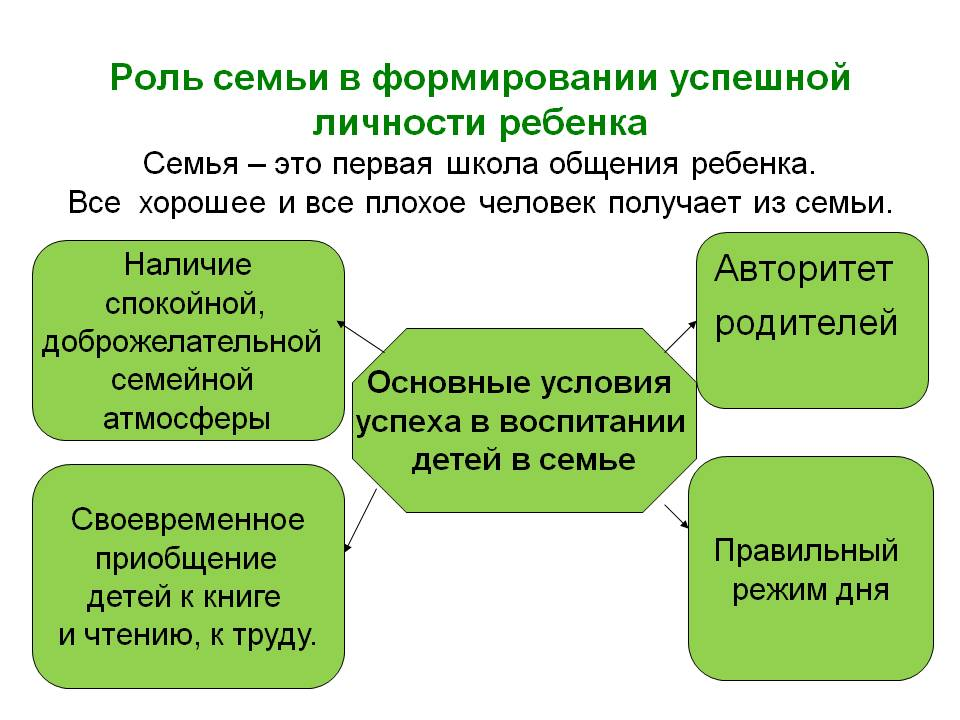 Роль семьи в формировании успешной
личности ребенка
Семья – это первая школа общения ребенка.
Все хорошее и все плохое человек получает из семьи.
Наличие
спокойной,
доброжелательной
семейной
атмосферы
Авторитет
родителей
Основные условия
успеха в воспитании
детей в семье
Своевременное
приобщение
детей к книге
и чтению, к труду.
Правильный
режим дня